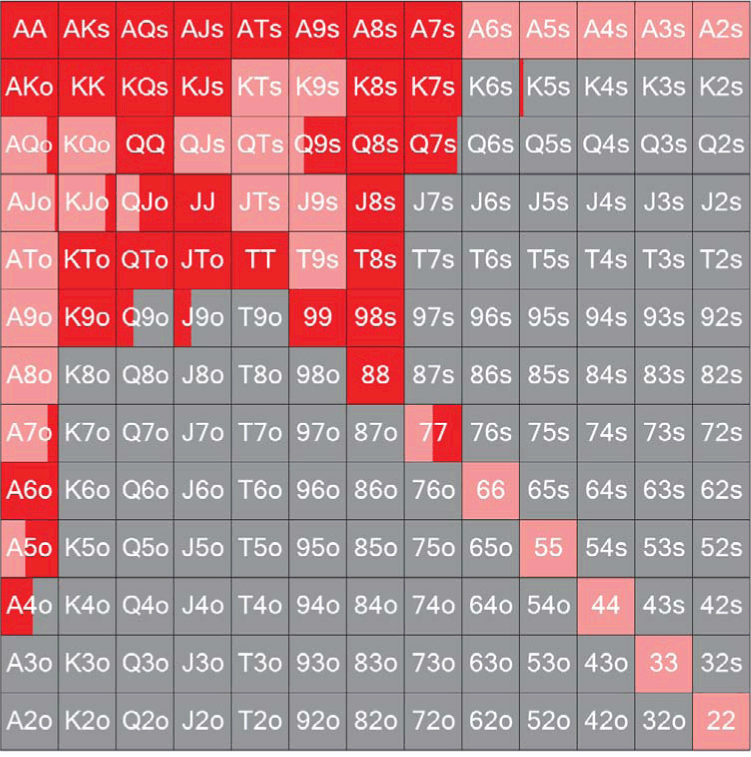 AA AKs AQs AJs ATs A9s A8s A7s A6s A5s A4s A3s A2s
AKo KK KQs KJs KTs K9s K8s K7s K6s K5s K4s K3s K2s
AQo KQo QQ QJs QTs Q9s Q8s Q7s Q6s Q5s Q4s Q3s Q2s
AJo KJo QJo JJ JTs J9s J8s J7s J6s J5s J4s J3s J2s
ATo KTo QTo JTo TT T9s T8s T7s T6s T5s T4s T3s T2s
A9o K9o Q9o J9o T9o 99 98s 97s 96s 95s 94s 93s 92s
A8o K8o Q8o J8o T8o 98o 88 87s 86s 85s 84s 83s 82s
A7o K7o Q7o J7o T7o 97o 87o 77 76s 75s 74s 73s 72s
A6o K6o Q6o J6o T6o 96o 86o 76o 66 65s 64s 63s 62s
A5o K5o Q5o J5o T5o 95o 85o 75o 65o 55 54s 53s 52s
A4o K4o Q4o J4o T4o 94o 84o 74o 64o 54o 44 43s 42s
A3o K3o Q3o J3o T3o 93o 83o 73o 63o 53o 43o 33 32s
A2o K2o Q2o J2o T2o 92o 82o 72o 62o 52o 42o 32o 22